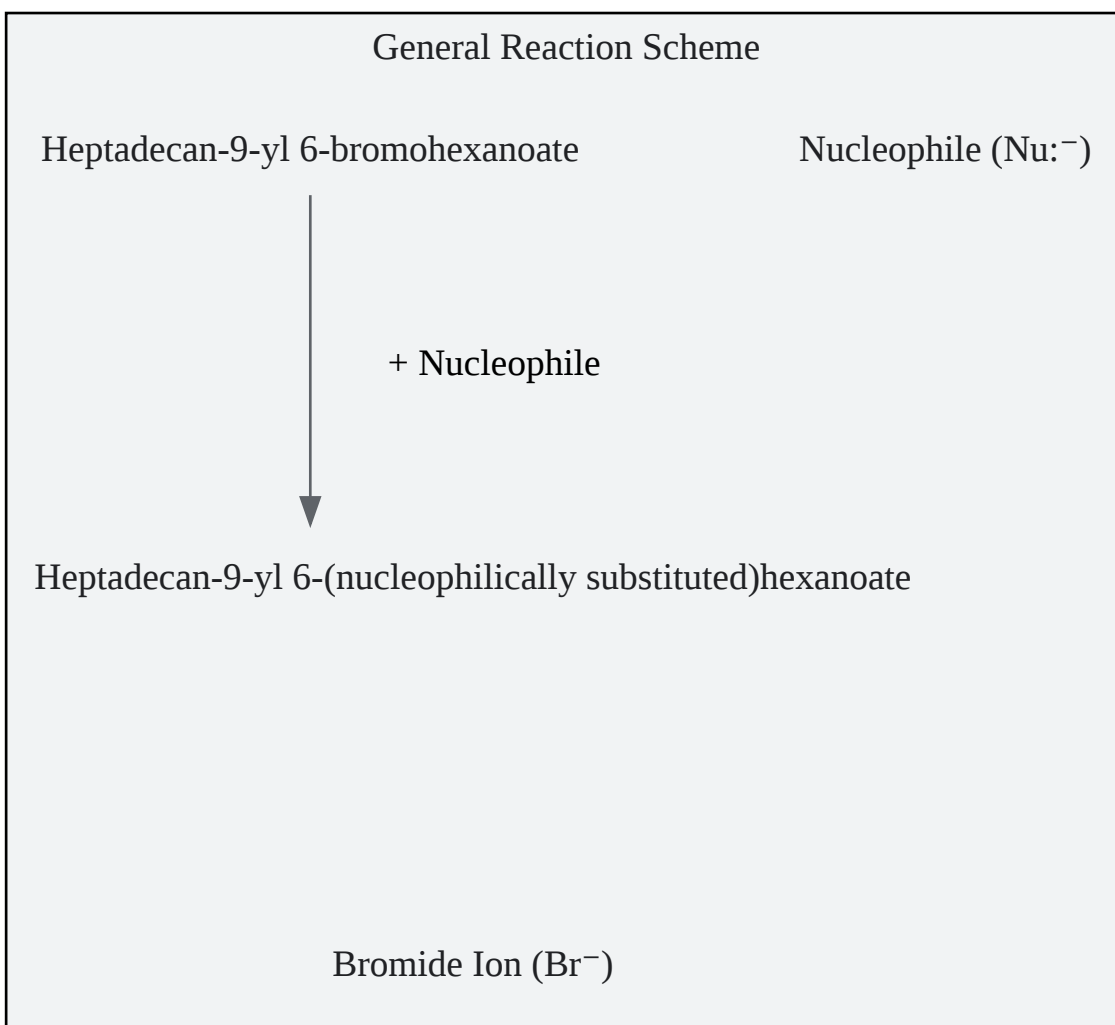 General Reaction Scheme
Heptadecan-9-yl 6-bromohexanoate
Nucleophile (Nu:⁻)
+ Nucleophile
Heptadecan-9-yl 6-(nucleophilically substituted)hexanoate
Bromide Ion (Br⁻)